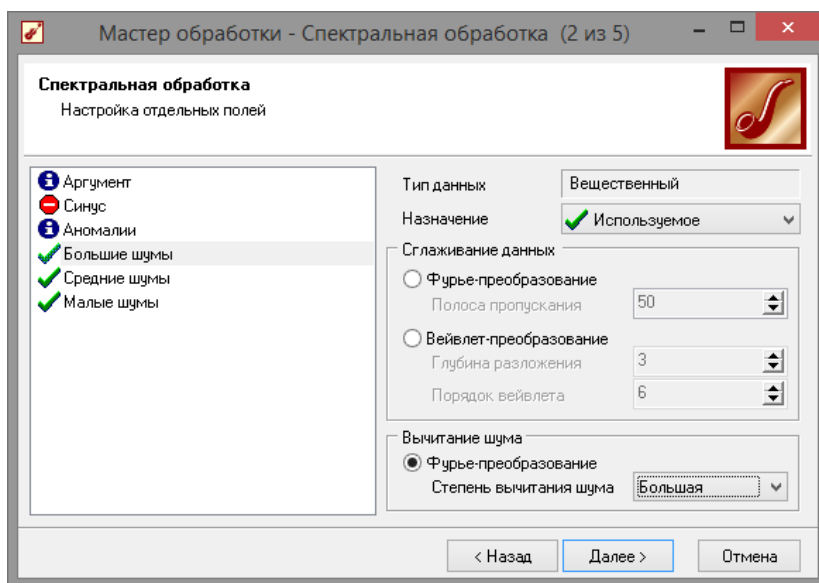 Мастер обработки - Спектральная обработка (2 из 5)
Спектральная обработка
Настройка отдельных полей
Аргумент
Синус
Аномалии
Большие шумы
Средние шумы
Малые шумы
Тип данных Вещественный
Назначение Используемое
Сглаживание данных
Фурье-преобразование
Полоса пропускания 50
Вейвлет-преобразование
Глубина разложения 3
Порядок вейвлета 6
Вычитание шума
Фурье-преобразование
Степень вычитания шума Большая
< Назад Далее > Отмена